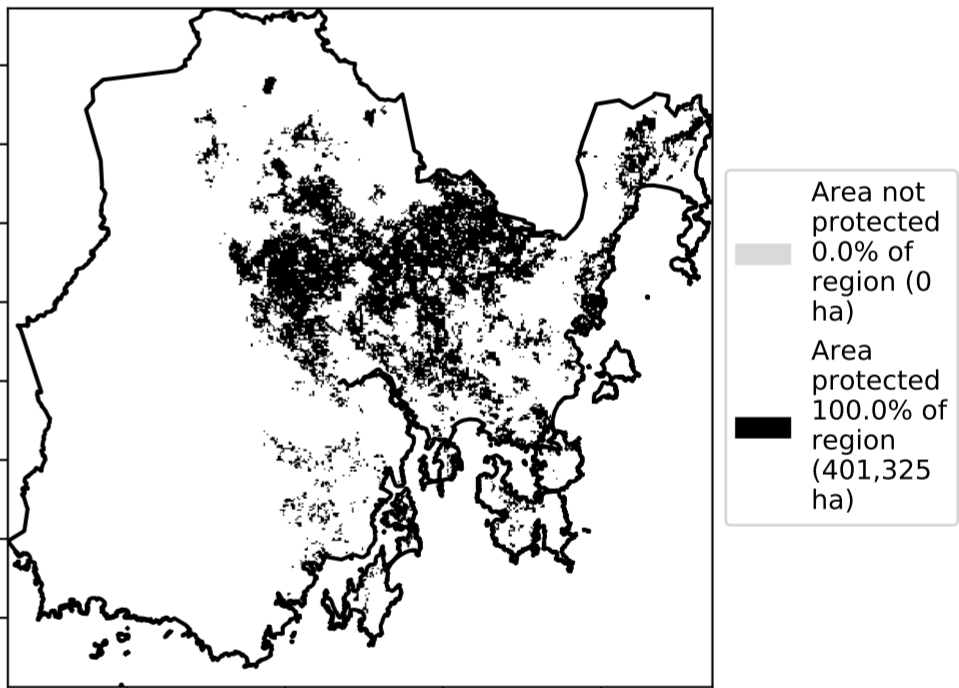 Area not
protected
0.0% of
region (0
ha)
Area
protected
100.0% of
region
(401,325
ha)